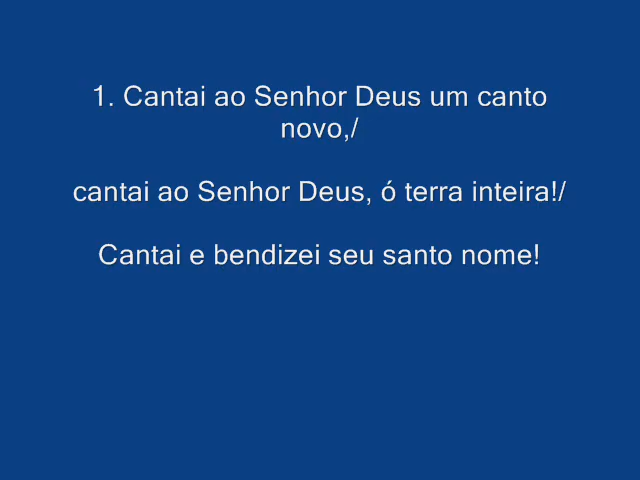 1. Cantai ao Senhor Deus um canto
novo,/
cantai ao Senhor Deus, ó terra inteira!/
Cantai e bendizei seu santo nome!